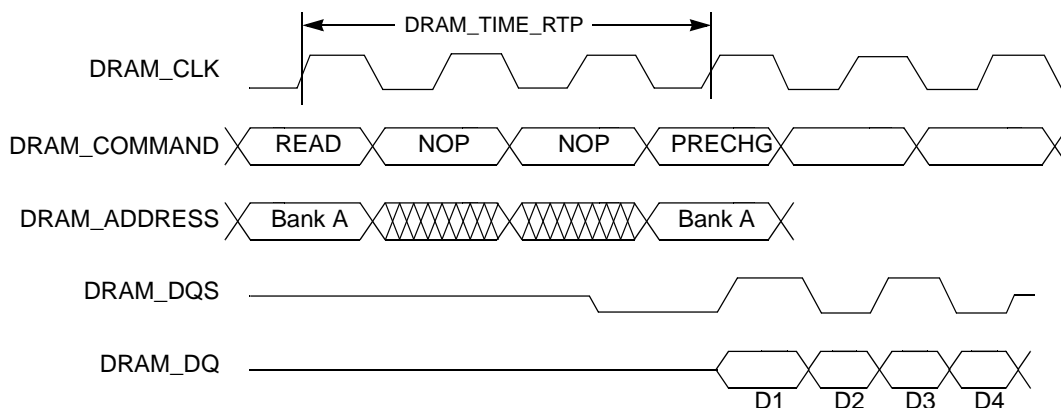 DRAM_TIME_RTP
DRAM_CLK
DRAM_COMMAND READ NOP NOP PRECHG
DRAM_ADDRESS Bank A Bank A
DRAM_DQS
DRAM_DQ
D1 D2 D3 D4